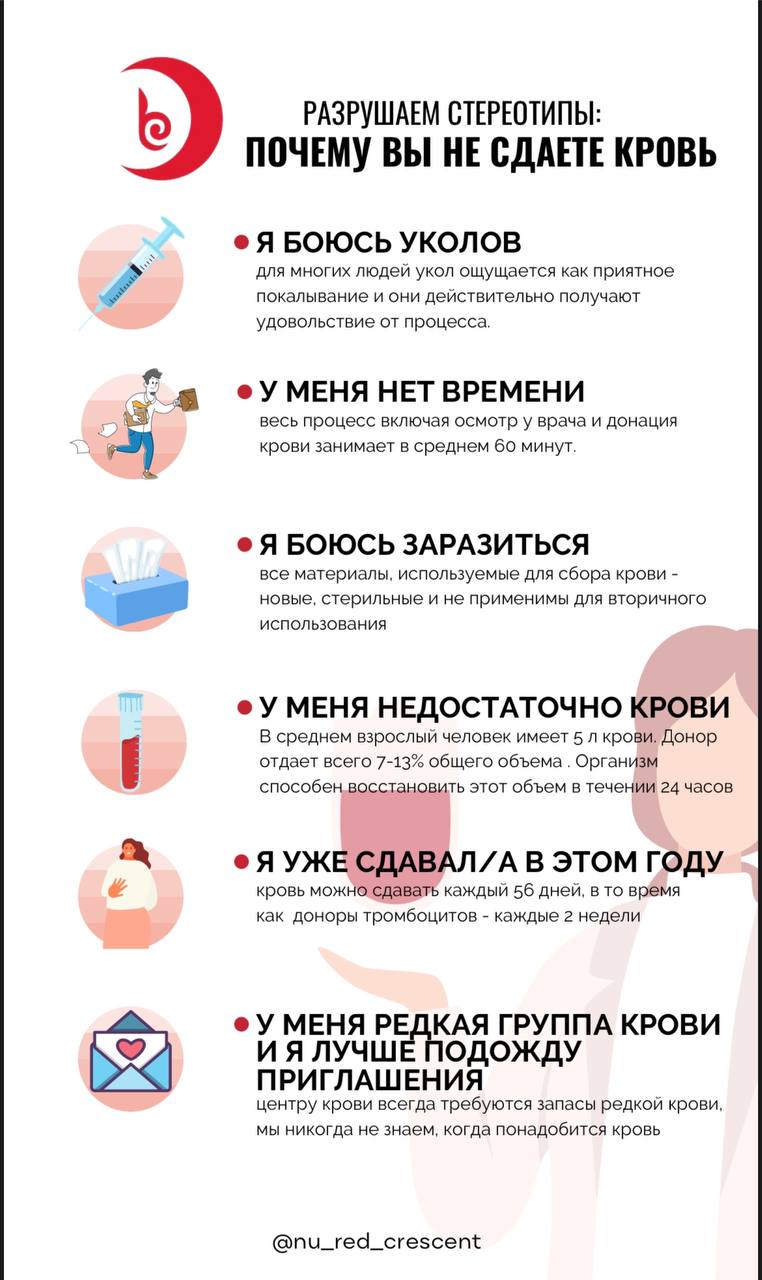 РАЗРУШАЕМ СТЕРЕОТИПЫ:
ПОЧЕМУ ВЫ НЕ СДАЕТЕ КРОВЬ
Я БОЮСЬ УКОЛОВ
для многих людей укол ощущается как приятное
покалывание и они действительно получают
удовольствие от процесса.
У МЕНЯ НЕТ ВРЕМЕНИ
весь процесс включая осмотр у врача и донация
крови занимает в среднем 60 минут.
Я БОЮСЬ ЗАРАЗИТЬСЯ
все материалы, используемые для сбора крови -
новые, стерильные и не применимы для вторичного
использования
У МЕНЯ НЕДОСТАТОЧНО КРОВИ
В среднем взрослый человек имеет 5 л крови. Донор
отдает всего 7-13% общего объема . Организм
способен восстановить этот объем в течении 24 часов
Я УЖЕ СДАВАЛ/А В ЭТОМ ГОДУ
кровь можно сдавать каждый 56 дней, в то время
как доноры тромбоцитов - каждые 2 недели
У МЕНЯ РЕДКАЯ ГРУППА КРОВИ
И Я ЛУЧШЕ ПОДОЖДУ
ПРИГЛАШЕНИЯ
центру крови всегда требуются запасы редкой крови,
мы никогда не знаем, когда понадобится кровь
@nu_red_crescent